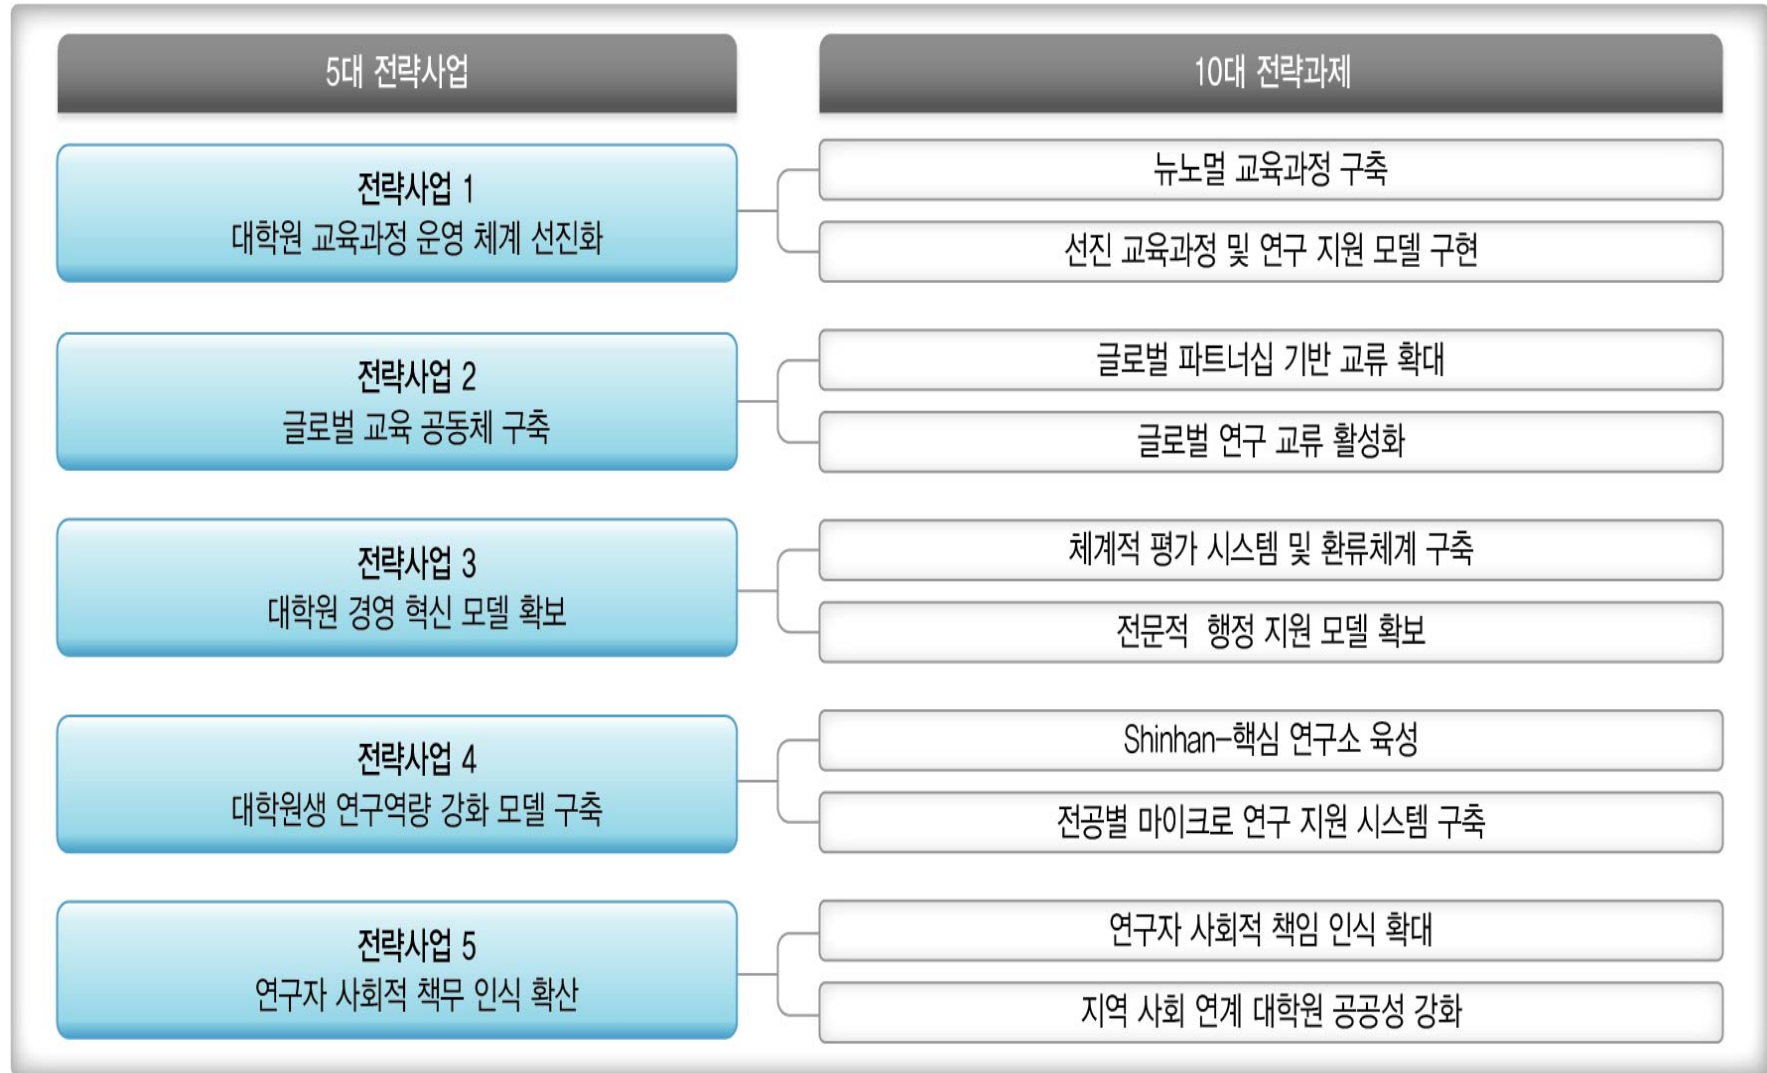 5대 전략사업
10대 전략과제
전략사업 1
대학원 교육과정 운영 체계 선진화
뉴노멀 교육과정 구축
선진 교육과정 및 연구 지원 모델 구현
전략사업 2
글로벌 교육 공동체 구축
글로벌 파트너십 기반 교류 확대
글로벌 연구 교류 활성화
전략사업 3
대학원 경영 혁신 모델 확보
체계적 평가 시스템 및 환류체계 구축
전문적  행정 지원 모델 확보
전략사업 4
대학원생 연구역량 강화 모델 구축
Shinhan-핵심 연구소 육성
전공별 마이크로 연구 지원 시스템 구축
전략사업 5
연구자 사회적 책무 인식 확산
연구자 사회적 책임 인식 확대
지역 사회 연계 대학원 공공성 강화